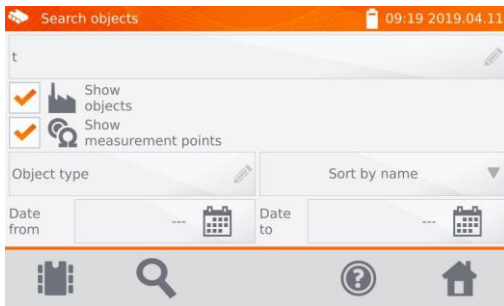 Search objects 09:19 2019.04.11
t
Show
objects
Show
measurement points
Object type Sort by name
Date
from
---
Date
to
---